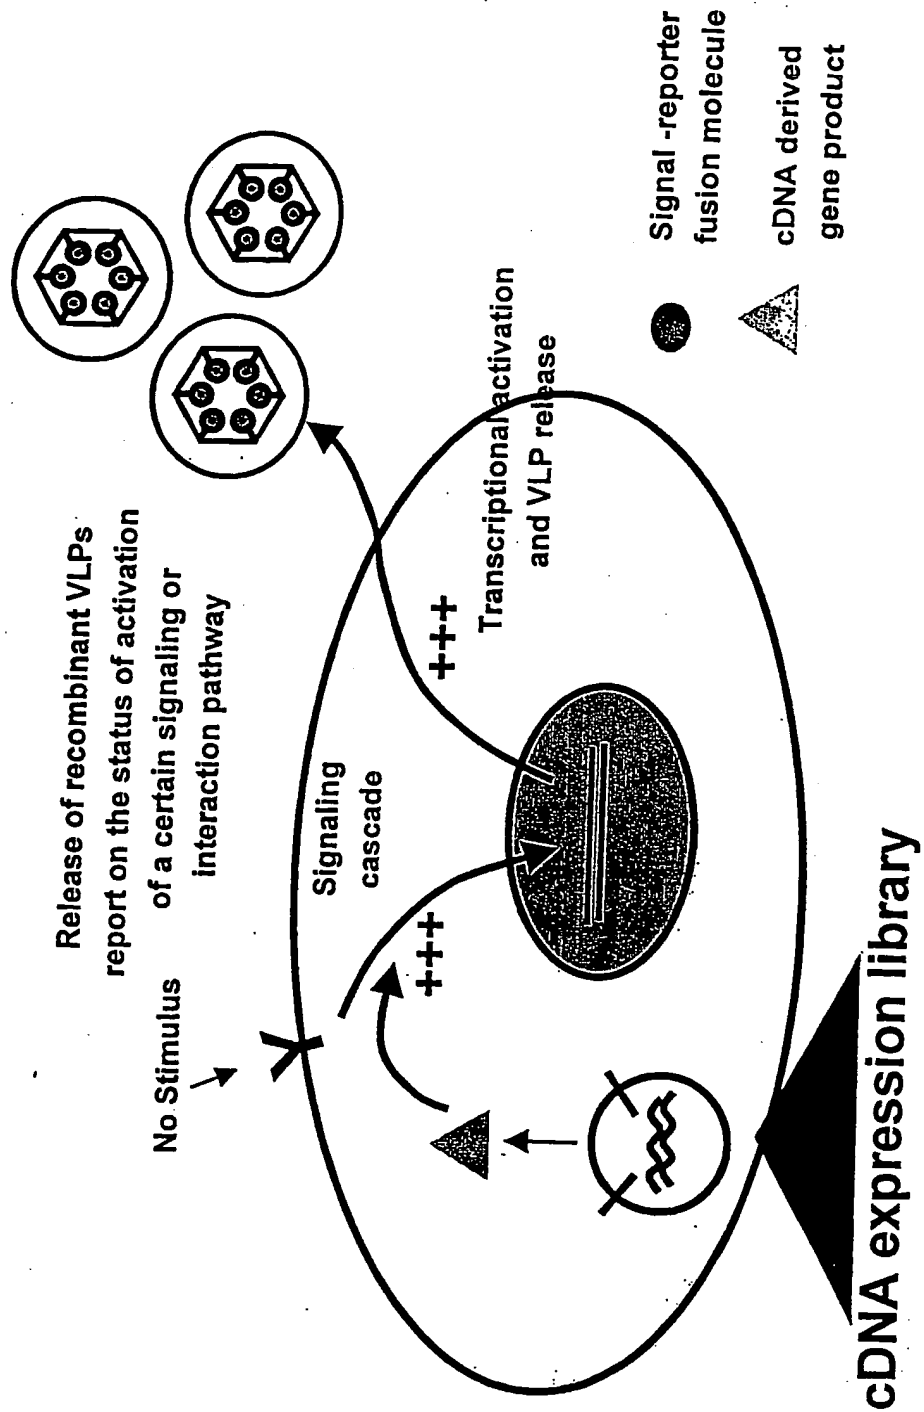 Release of recombinant VLPs
report on the status of activation
of a certain signaling or
interaction pathway
No Stimulus
Signaling
cascade
+++
+++
Transcriptional activation
and VLP release
Signal -reporter
fusion molecule
cDNA derived
gene product
cDNA expression library